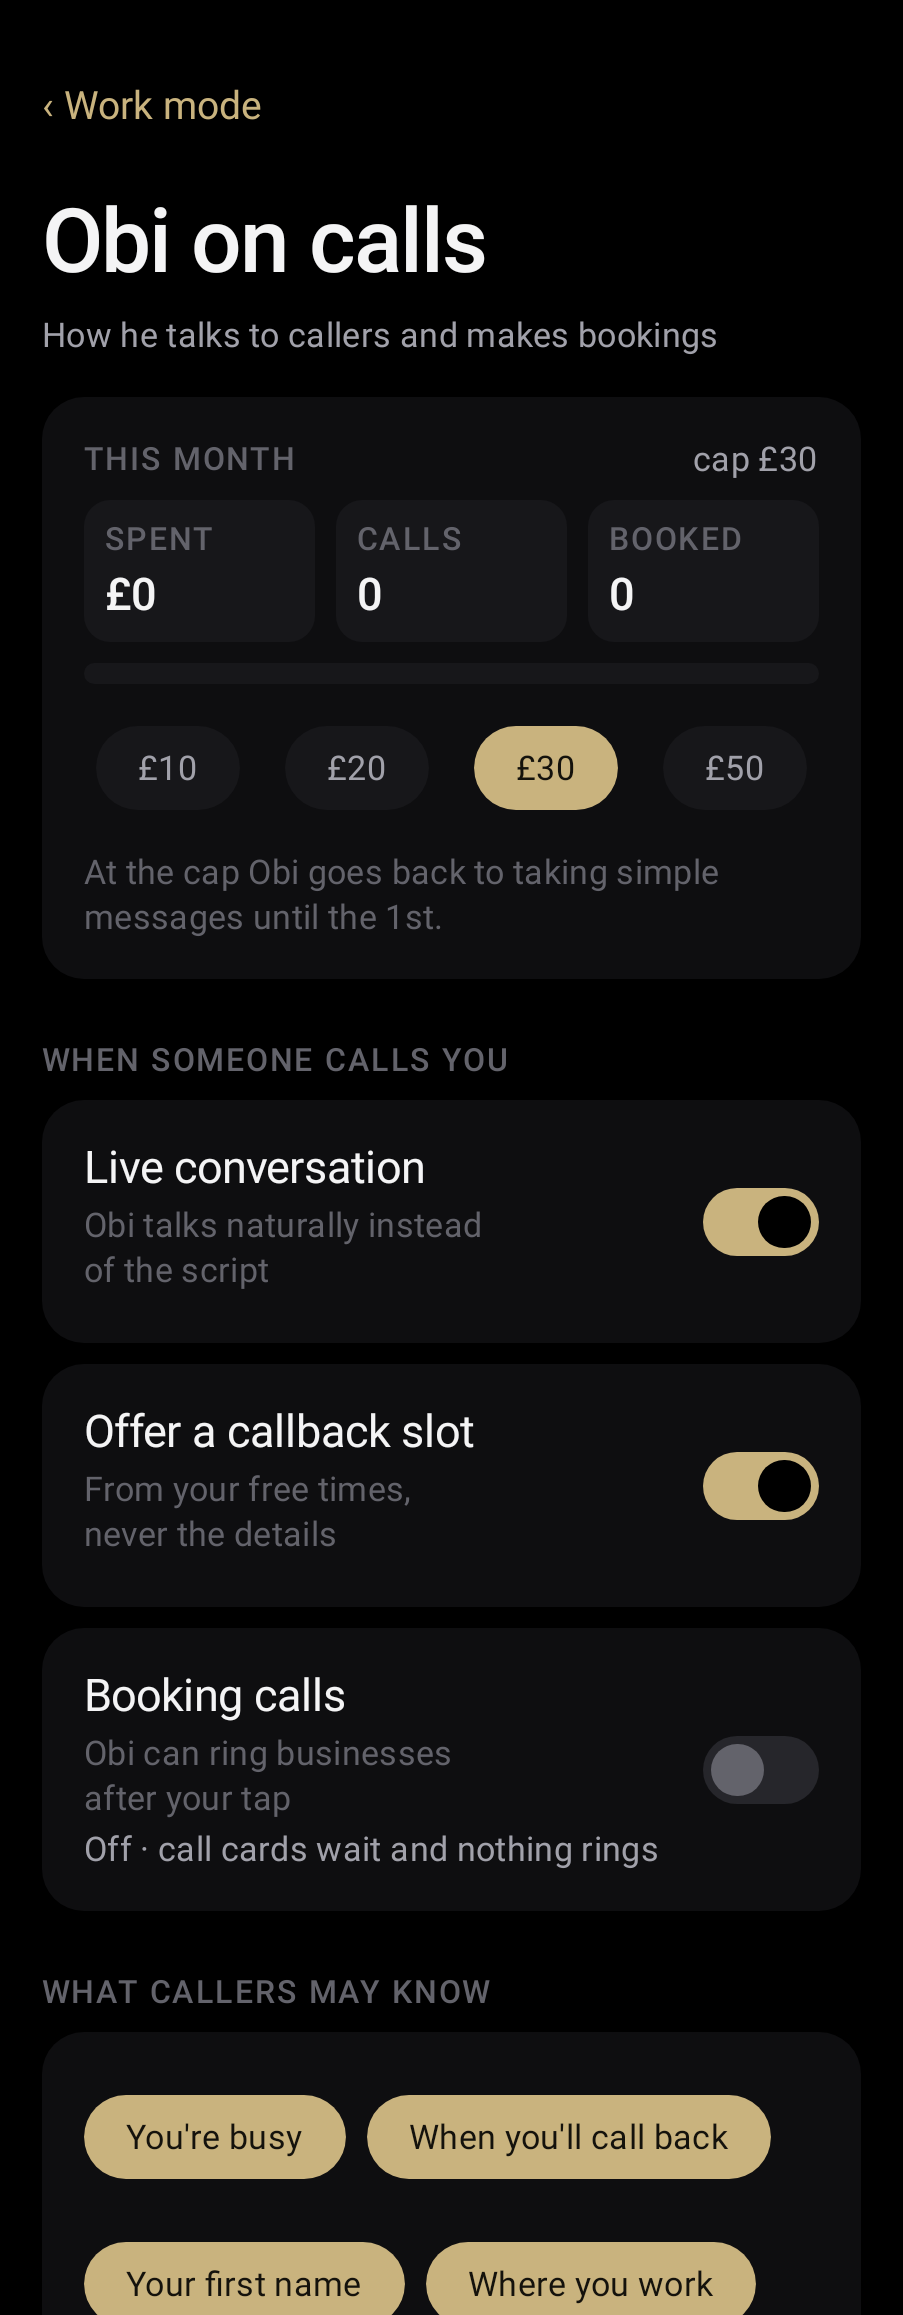 ‹ Work mode
Obi on calls
How he talks to callers and makes bookings
THIS MONTH cap £30
SPENT CALLS BOOKED
£0 0 0
£10 £20 £30 £50
At the cap Obi goes back to taking simple
messages until the 1st.
WHEN SOMEONE CALLS YOU
Live conversation
Obi talks naturally instead
of the script
Offer a callback slot
From your free times,
never the details
Booking calls
Obi can ring businesses
after your tap
Off · call cards wait and nothing rings
WHAT CALLERS MAY KNOW
You're busy When you'll call back
Your first name Where you work